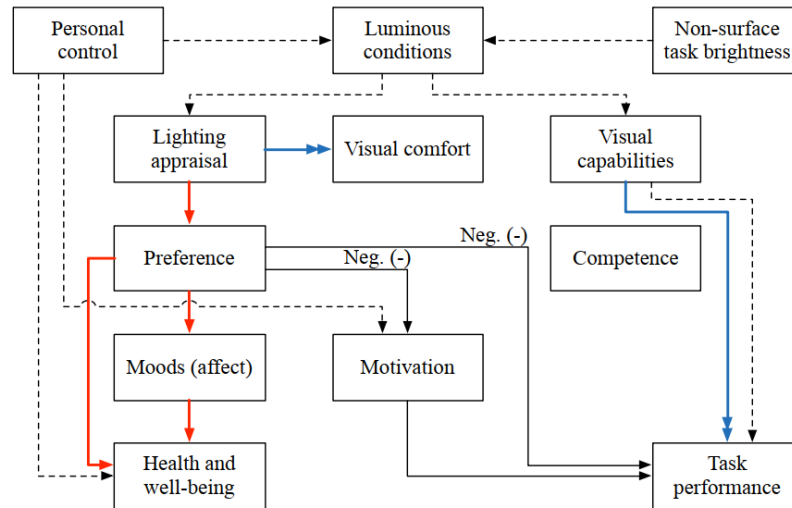 Personal
control
Luminous
conditions
Non-surface
task brightness
Lighting
appraisal
Visual comfort
Visual
capabilities
Preference
Neg. (-)
Neg. (-)
Competence
Moods (affect)
Motivation
Health and
well-being
Task
performance